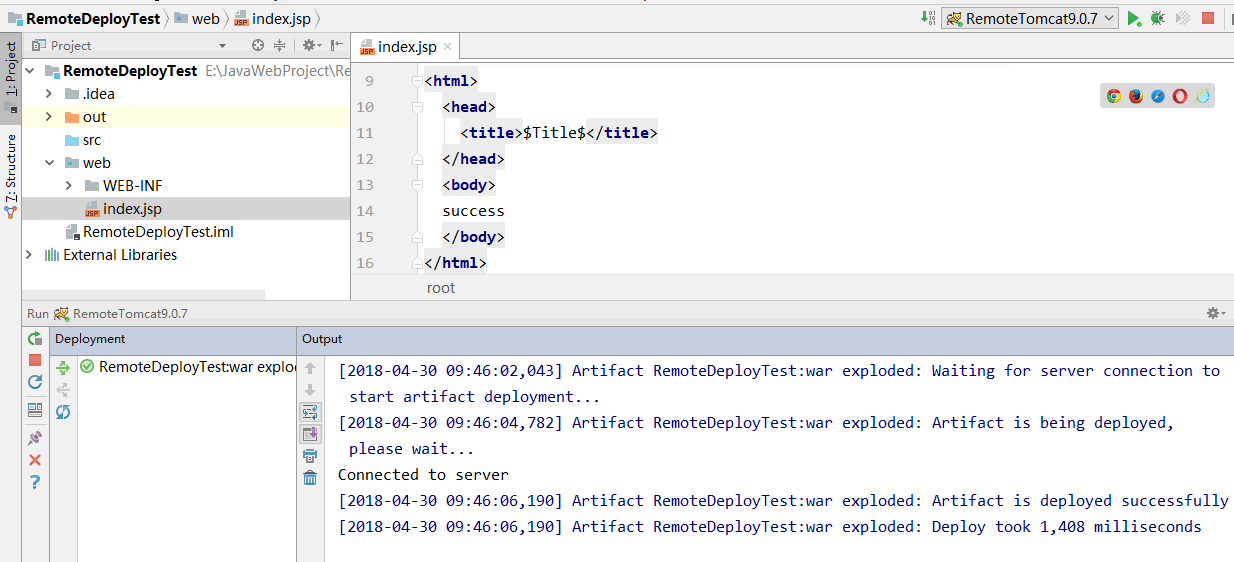 RemoteDeployTest web index.jsp RemoteTomcat9.0.7
1: Project
7: Structure
Project
RemoteDeployTest E:\JavaWebProject\Re
.idea
out
src
web
WEB-INF
index.jsp
RemoteDeployTest.iml
External Libraries
index.jsp
9 <html>
10 <head>
11 <title>$Title$</title>
12 </head>
13 <body>
14 success
15 </body>
16 </html>
root
Run RemoteTomcat9.0.7
Deployment
RemoteDeployTest:war explo
Output
[2018-04-30 09:46:02,043] Artifact RemoteDeployTest:war exploded: Waiting for server connection to
start artifact deployment...
[2018-04-30 09:46:04,782] Artifact RemoteDeployTest:war exploded: Artifact is being deployed,
please wait...
Connected to server
[2018-04-30 09:46:06,190] Artifact RemoteDeployTest:war exploded: Artifact is deployed successfully
[2018-04-30 09:46:06,190] Artifact RemoteDeployTest:war exploded: Deploy took 1,408 milliseconds